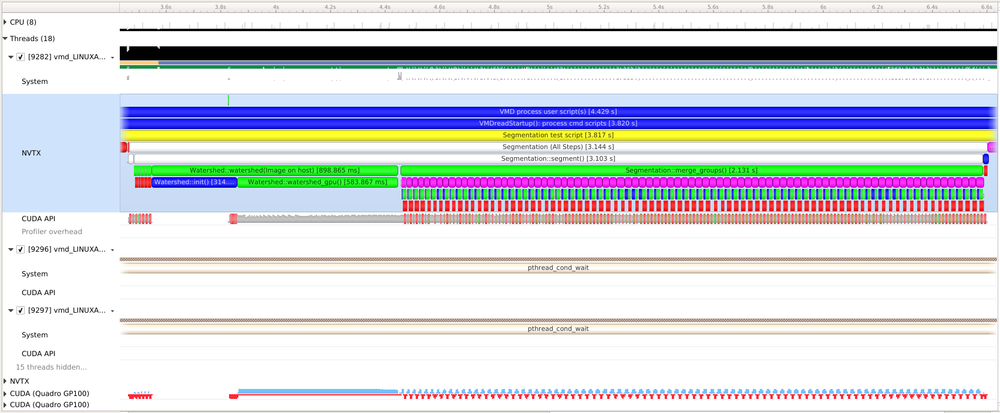 3.6s 3.8s 4s 4.2s 4.4s 4.6s 4.8s 5s 5.2s 5.4s 5.6s 5.8s 6s 6.2s 6.4s 6.6s
CPU (8)
Threads (18)
[9282] vmd_LINUXA...
System
VMD process user script(s) [4.429 s]
VMDreadStartup(): process cmd scripts [3.820 s]
Segmentation test script [3.817 s]
Segmentation (All Steps) [3.144 s]
NVTX
Segmentation::segment() [3.103 s]
Watershed::watershed(Image on host) [898.865 ms] Segmentation::merge_groups() [2.131 s]
Watershed::init() [314.... Watershed::watershed_gpu() [583.867 ms]
CUDA API
Profiler overhead
[9296] vmd_LINUXA...
pthread_cond_wait
System
CUDA API
[9297] vmd_LINUXA...
pthread_cond_wait
System
CUDA API
15 threads hidden...
NVTX
CUDA (Quadro GP100)
CUDA (Quadro GP100)